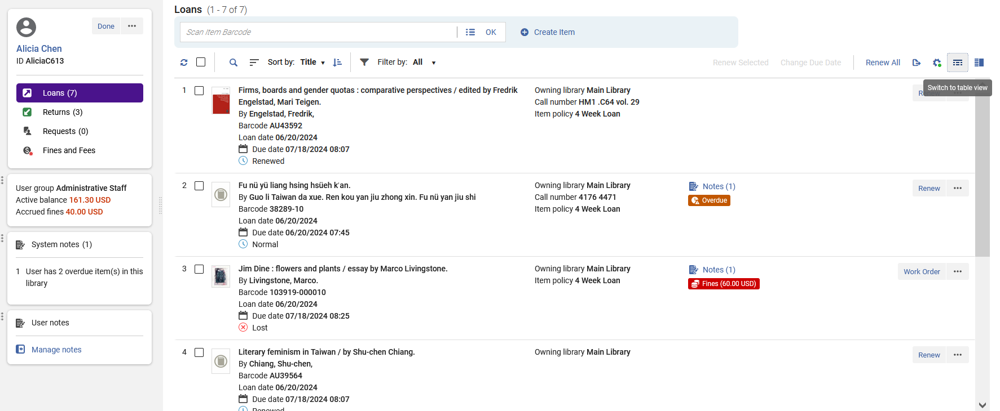 Done
Alicia Chen
ID AliciaC613
Loans (7)
Returns (3)
Requests (0)
Fines and Fees
User group Administrative Staff
Active balance 161.30 USD
Accrued fines 40.00 USD
System notes (1)
1 User has 2 overdue item(s) in this
library
User notes
Manage notes
Loans (1 - 7 of 7)
Scan Item Barcode OK Create Item
Sort by: Title Filter by: All Renew Selected Change Due Date Renew All
Switch to table view
1 Firms, boards and gender quotas : comparative perspectives / edited by Fredrik
Engelstad, Mari Teigen.
By Engelstad, Fredrik,
Barcode AU43592
Loan date 06/20/2024
Due date 07/18/2024 08:07
Renewed
Owning library Main Library
Call number HM1 .C64 vol. 29
Item policy 4 Week Loan
Renew
2 Fu nü yü liang hsing hsüeh kʻan.
By Guo li Taiwan da xue. Ren kou yan jiu zhong xin. Fu nü yan jiu shi
Barcode 38289-10
Loan date 06/20/2024
Due date 06/20/2024 07:45
Normal
Owning library Main Library
Call number 4176 4471
Item policy 4 Week Loan
Notes (1)
Overdue
Renew
3 Jim Dine : flowers and plants / essay by Marco Livingstone.
By Livingstone, Marco.
Barcode 103919-000010
Loan date 06/20/2024
Due date 07/18/2024 08:25
Lost
Owning library Main Library
Item policy 4 Week Loan
Notes (1)
Fines (60.00 USD)
Work Order
4 Literary feminism in Taiwan / by Shu-chen Chiang.
By Chiang, Shu-chen,
Barcode AU39564
Loan date 06/20/2024
Due date 07/18/2024 08:07
Renewed
Owning library Main Library
Renew